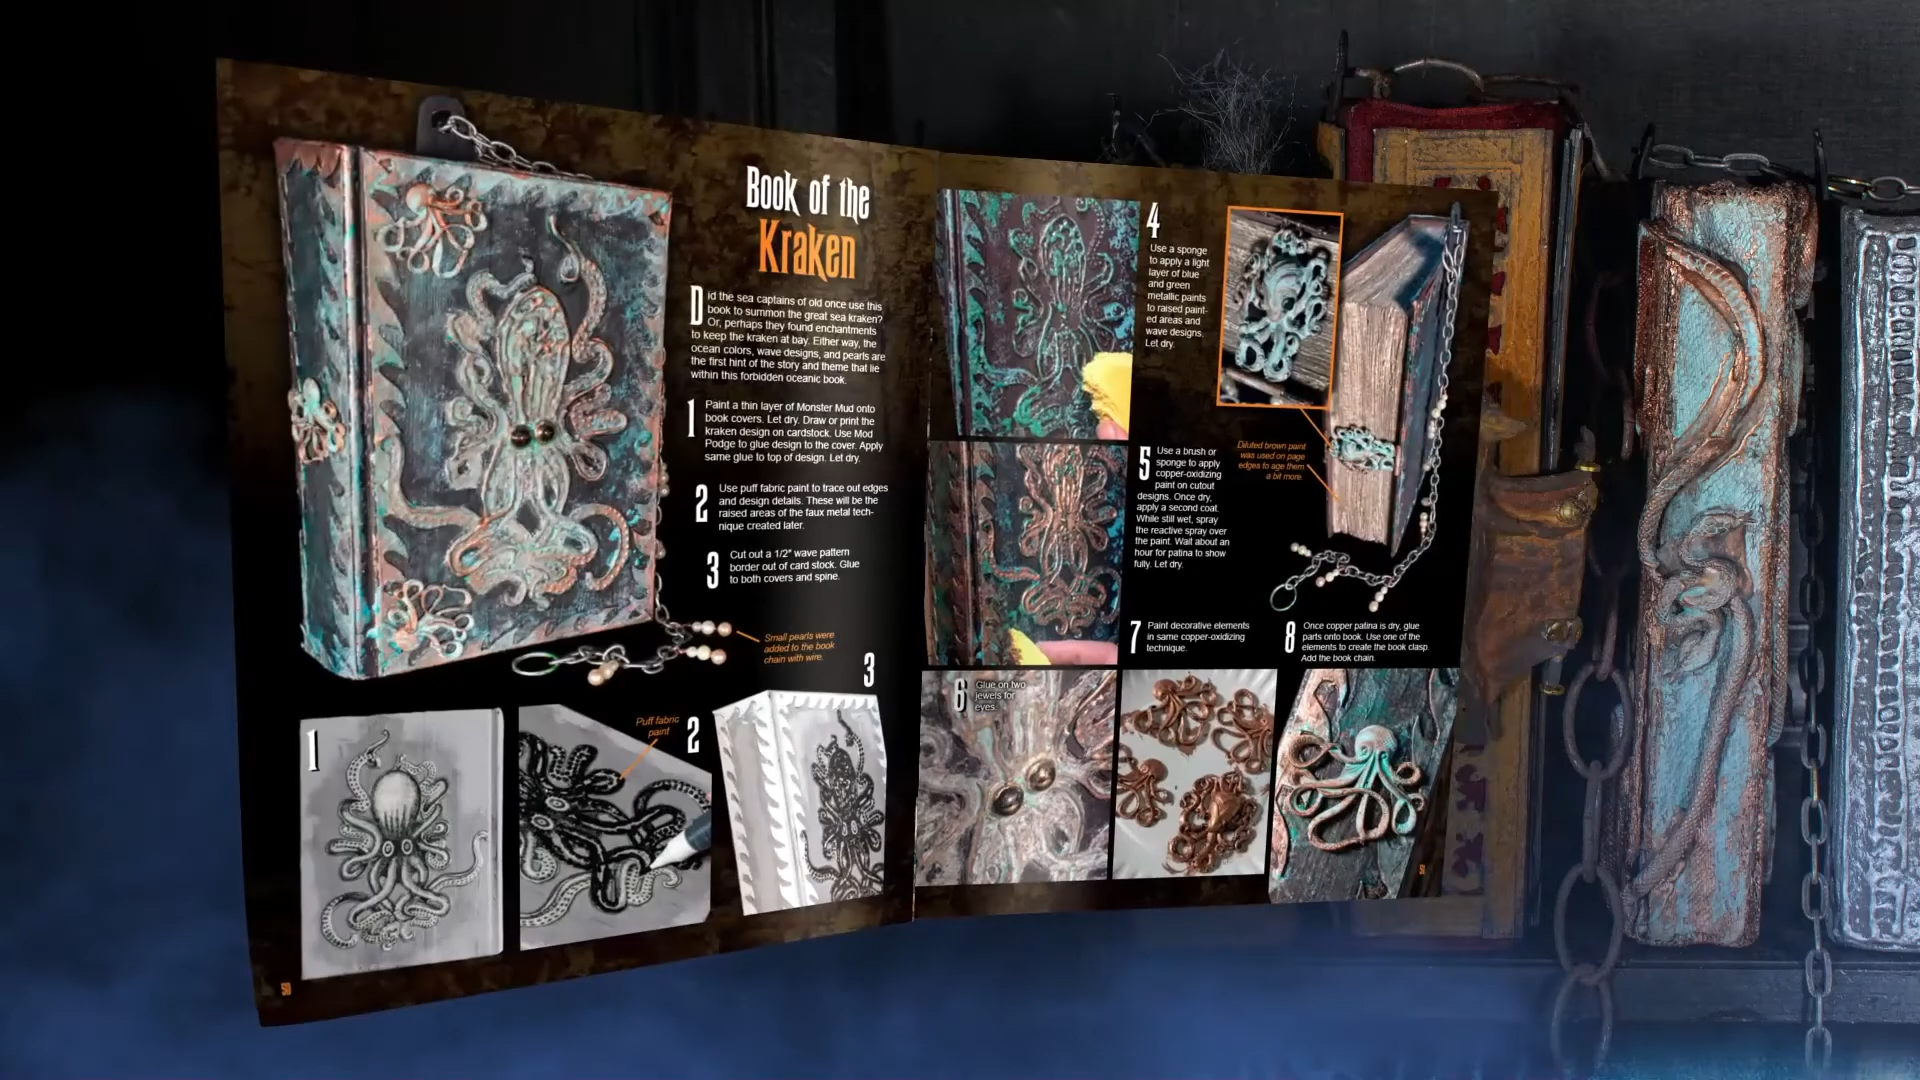 Book of the
Kraken
Did the sea captains of old once use this
book to summon the great sea kraken?
Or, perhaps they found enchantments
to keep the kraken at bay. Either way, the
ocean colors, wave designs, and pearls are
the first hint of the story and theme that lie
within this forbidden oceanic book.
1
Paint a thin layer of Monster Mud onto
book covers. Let dry. Draw or print the
kraken design on cardstock. Use Mod
Podge to glue design to the cover. Apply
same glue to top of design. Let dry.
2
Use puff fabric paint to trace out edges
and design details. These will be the
raised areas of the faux metal tech-
nique created later.
3
Cut out a 1/2" wave pattern
border out of card stock. Glue
to both covers and spine.
Small pearls were
added to the book
chain with wire.
1
Puff fabric
paint
2
3
50
4
Use a sponge
to apply a light
layer of blue
and green
metallic paints
to raised paint-
ed areas and
wave designs.
Let dry.
Diluted brown paint
was used on page
edges to age them
a bit more.
5
Use a brush or
sponge to apply
copper-oxidizing
paint on cutout
designs. Once dry,
apply a second coat.
While still wet, spray
the reactive spray over
the paint. Wait about an
hour for patina to show
fully. Let dry.
6
Glue on two
jewels for
eyes.
7
Paint decorative elements
in same copper-oxidizing
technique.
8
Once copper patina is dry, glue
parts onto book. Use one of the
elements to create the book clasp.
Add the book chain.